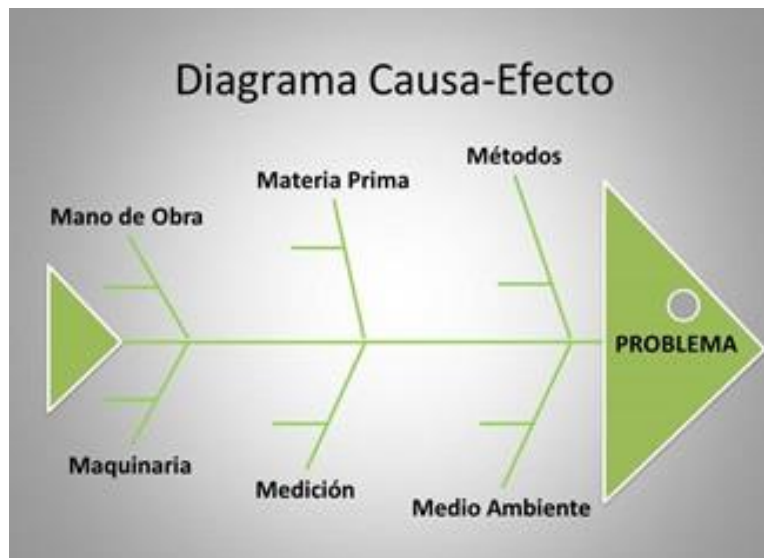 Diagrama Causa-Efecto
Mano de Obra
Materia Prima
Métodos
PROBLEMA
Maquinaria
Medición
Medio Ambiente